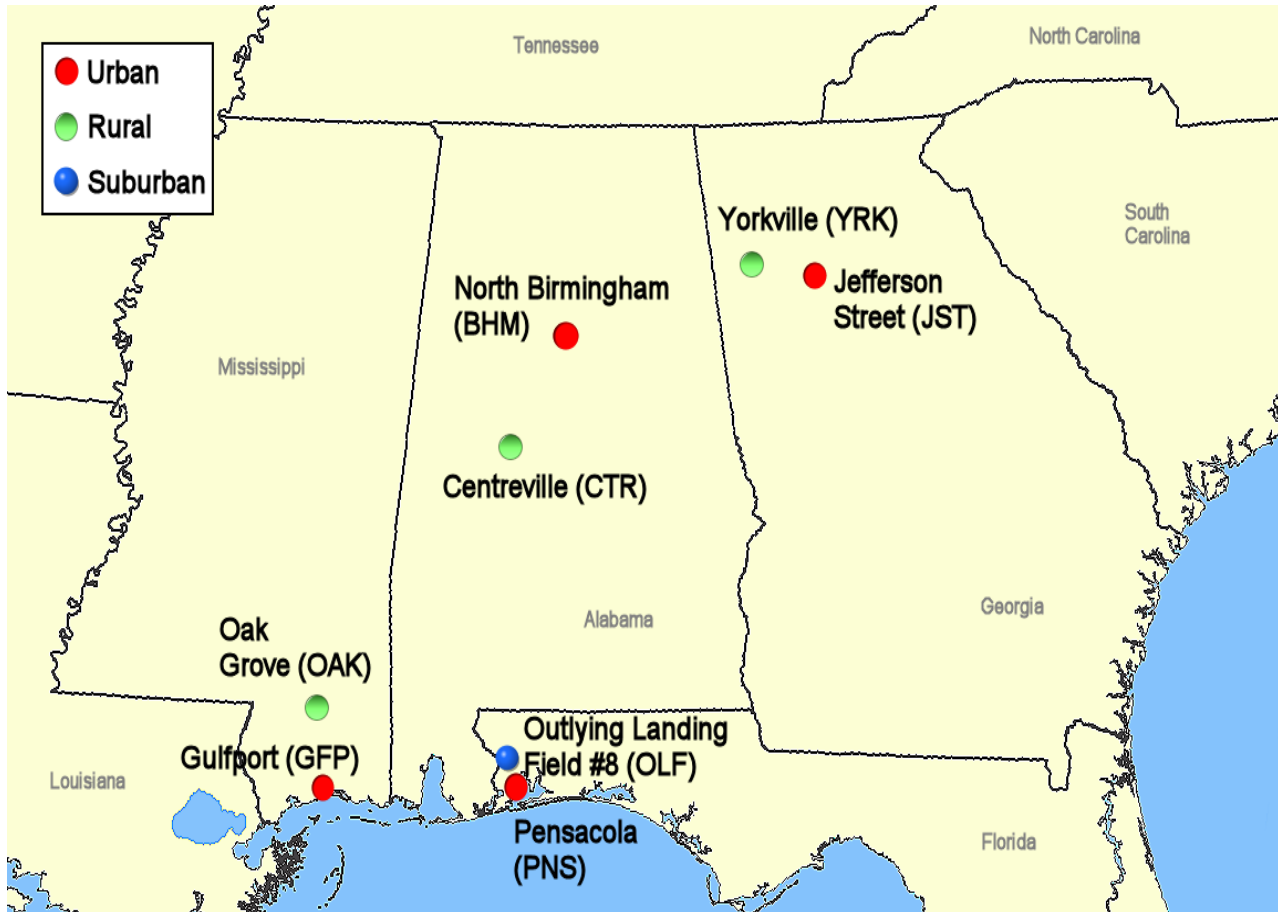 Tennessee
North Carolina
Urban
Rural
Suburban
South
Carolina
Yorkville (YRK)
Jefferson
Street (JST)
North Birmingham
(BHM)
Mississippi
Centreville (CTR)
Georgia
Alabama
Oak
Grove (OAK)
Outlying Landing
Field #8 (OLF)
Gulfport (GFP)
Louisiana
Pensacola
(PNS)
Florida